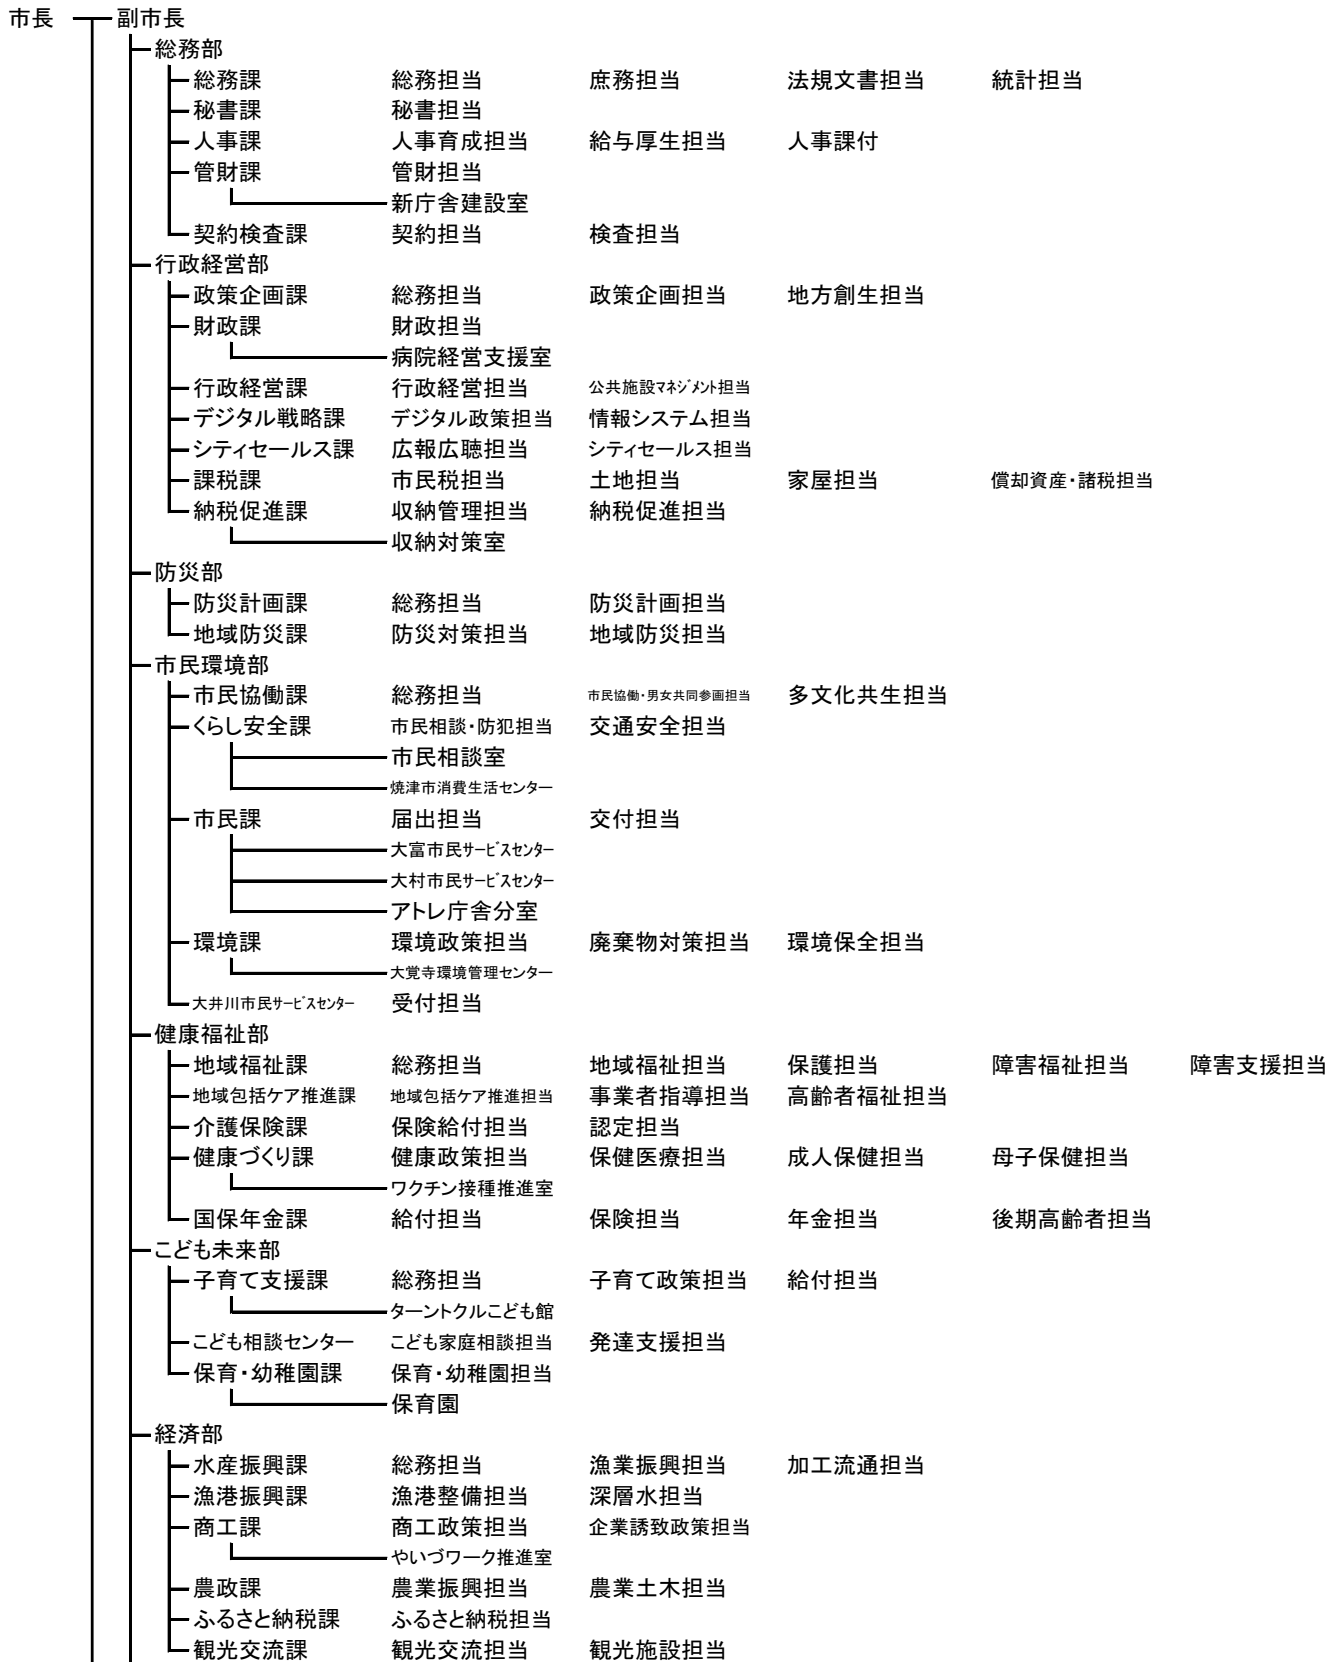 市長 副市長
総務部
総務課 総務担当 庶務担当 法規文書担当 統計担当
秘書課 秘書担当
人事課 人事育成担当 給与厚生担当 人事課付
管財課 管財担当
新庁舎建設室
契約検査課 契約担当 検査担当
行政経営部
政策企画課 総務担当 政策企画担当 地方創生担当
財政課 財政担当
病院経営支援室
行政経営課 行政経営担当 公共施設マネジメント担当
デジタル戦略課 デジタル政策担当 情報システム担当
シティセールス課 広報広聴担当 シティセールス担当
課税課 市民税担当 土地担当 家屋担当 償却資産・諸税担当
納税促進課 収納管理担当 納税促進担当
収納対策室
防災部
防災計画課 総務担当 防災計画担当
地域防災課 防災対策担当 地域防災担当
市民環境部
市民協働課 総務担当 市民協働・男女共同参画担当 多文化共生担当
くらし安全課 市民相談・防犯担当 交通安全担当
市民相談室
焼津市消費生活センター
市民課 届出担当 交付担当
大富市民サービスセンター
大村市民サービスセンター
アトレ庁舎分室
環境課 環境政策担当 廃棄物対策担当 環境保全担当
大覚寺環境管理センター
大井川市民サービスセンター 受付担当
健康福祉部
地域福祉課 総務担当 地域福祉担当 保護担当 障害福祉担当 障害支援担当
地域包括ケア推進課 地域包括ケア推進担当 事業者指導担当 高齢者福祉担当
介護保険課 保険給付担当 認定担当
健康づくり課 健康政策担当 保健医療担当 成人保健担当 母子保健担当
ワクチン接種推進室
国保年金課 給付担当 保険担当 年金担当 後期高齢者担当
こども未来部
子育て支援課 総務担当 子育て政策担当 給付担当
ターントクルこども館
こども相談センター こども家庭相談担当 発達支援担当
保育・幼稚園課 保育・幼稚園担当
保育園
経済部
水産振興課 総務担当 漁業振興担当 加工流通担当
漁港振興課 漁港整備担当 深層水担当
商工課 商工政策担当 企業誘致政策担当
やいづワーク推進室
農政課 農業振興担当 農業土木担当
ふるさと納税課 ふるさと納税担当
観光交流課 観光交流担当 観光施設担当